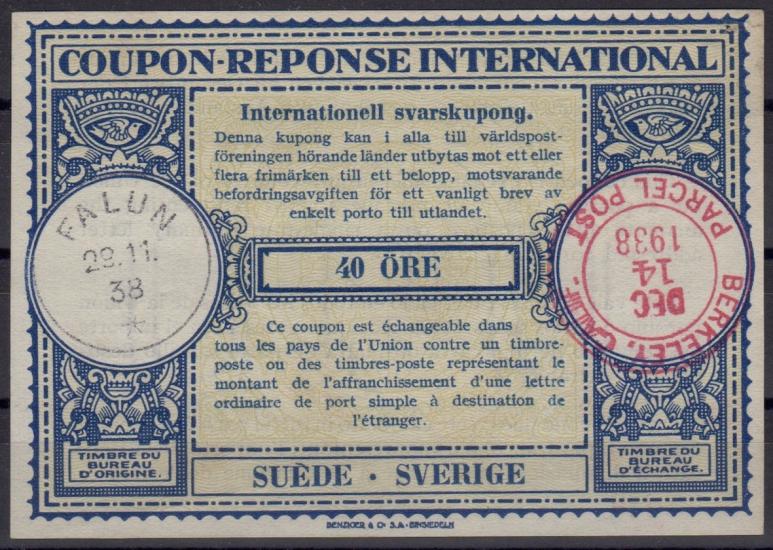 COUPON-REPONSE INTERNATIONAL
Internationell svarskupong.
Denna kupong kan i alla till världspost-
föreningen hörande länder utbytas mot ett eller
flera frimärken till ett belopp, motsvarande
befordringsavgiften för ett vanligt brev av
enkelt porto till utlandet.
FALUN
29.11.
38
40 ÖRE
PARCEL POST
1938
14
DEC
BERKELEY, CALIF.
Ce coupon est échangeable dans
tous les pays de l'Union contre un timbre-
poste ou des timbres-poste représentant le
montant de l'affranchissement d'une lettre
ordinaire de port simple à destination de
l'étranger.
TIMBRE DU
BUREAU
D'ORIGINE.
TIMBRE DU
BUREAU
D'ÉCHANGE.
SUÈDE · SVERIGE
BENZIGER & Co S.A. EINSIEDELN